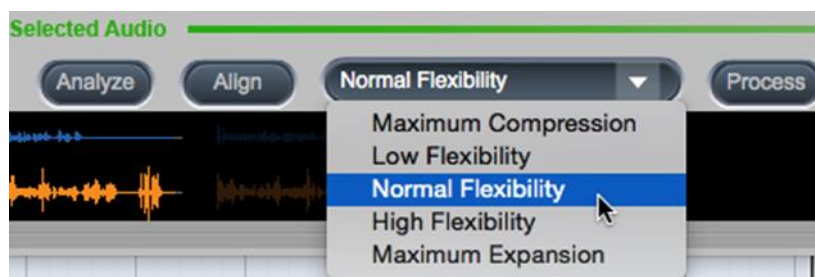 Selected Audio
Analyze Align Normal Flexibility Process
Maximum Compression
Low Flexibility
Normal Flexibility
High Flexibility
Maximum Expansion